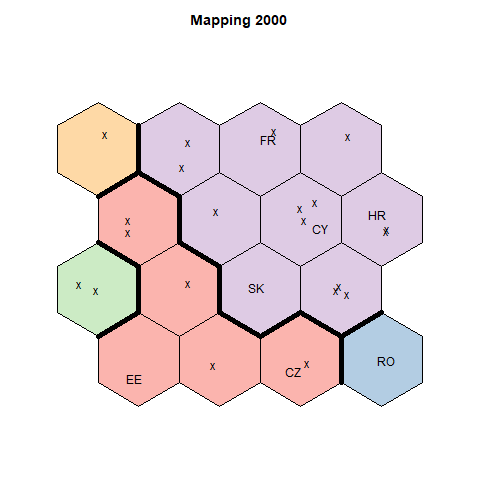 Mapping 2000
x x x FR x
x
x x x x CY HR x
x x
x x x SK x x x
EE x CZ x RO